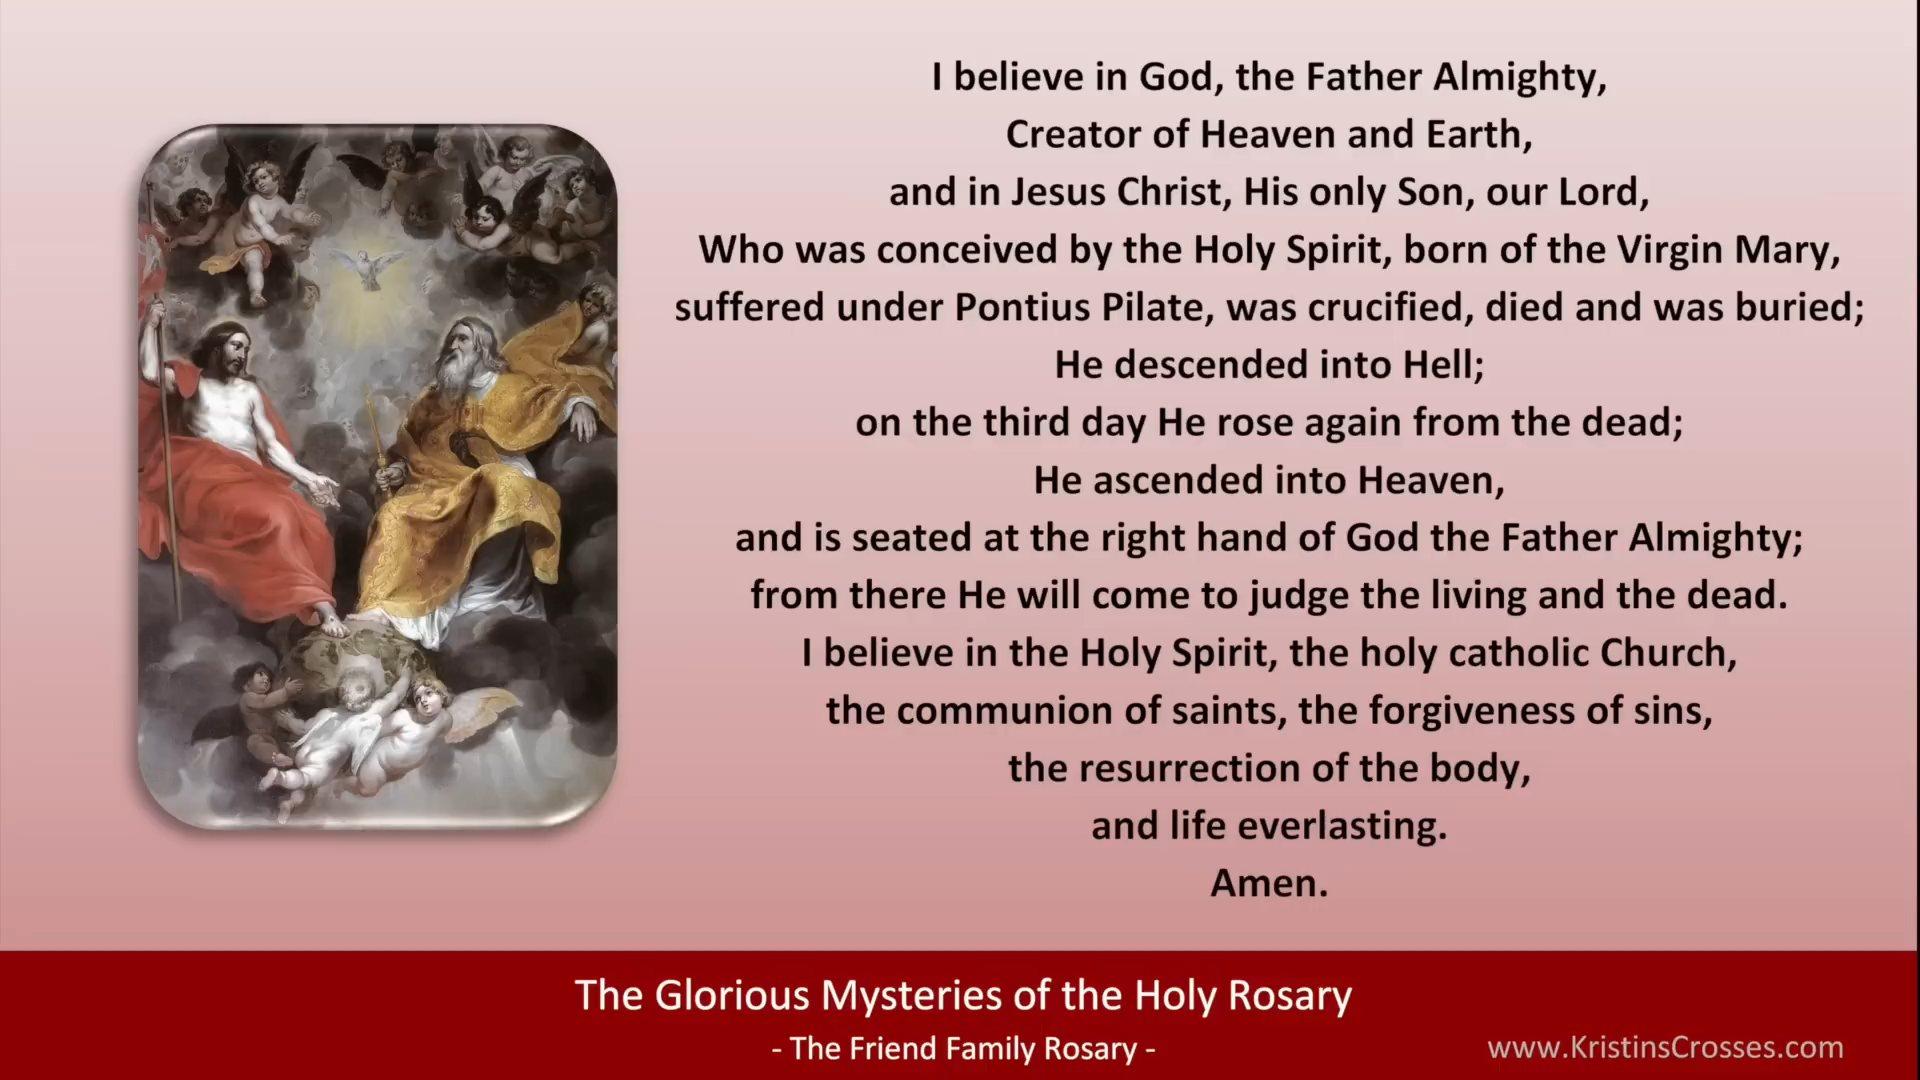 I believe in God, the Father Almighty,
Creator of Heaven and Earth,
and in Jesus Christ, His only Son, our Lord,
Who was conceived by the Holy Spirit, born of the Virgin Mary,
suffered under Pontius Pilate, was crucified, died and was buried;
He descended into Hell;
on the third day He rose again from the dead;
He ascended into Heaven,
and is seated at the right hand of God the Father Almighty;
from there He will come to judge the living and the dead.
I believe in the Holy Spirit, the holy catholic Church,
the communion of saints, the forgiveness of sins,
the resurrection of the body,
and life everlasting.
Amen.
The Glorious Mysteries of the Holy Rosary
- The Friend Family Rosary -
www.KristinsCrosses.com